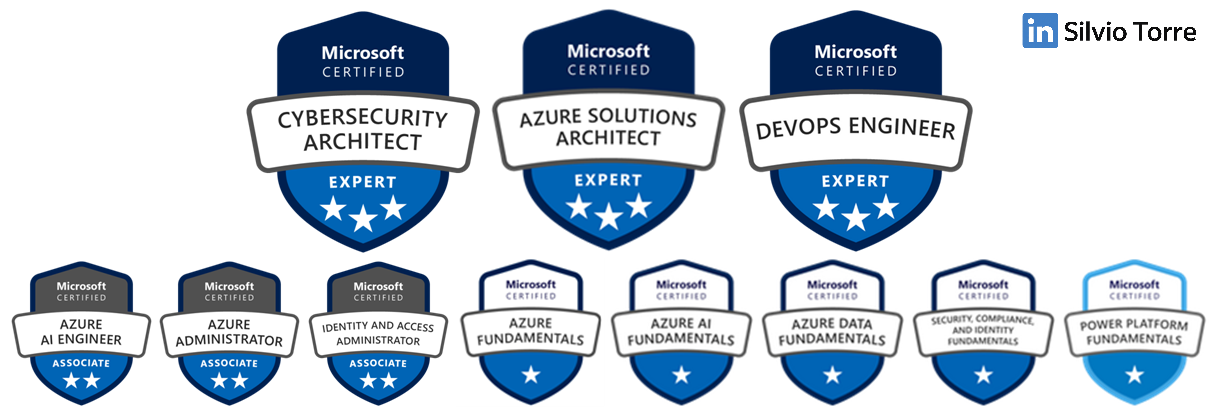 in Silvio Torre
Microsoft
CERTIFIED
CYBERSECURITY
ARCHITECT
EXPERT
Microsoft
CERTIFIED
AZURE SOLUTIONS
ARCHITECT
EXPERT
Microsoft
CERTIFIED
DEVOPS ENGINEER
EXPERT
Microsoft
CERTIFIED
AZURE
AI ENGINEER
ASSOCIATE
Microsoft
CERTIFIED
AZURE
ADMINISTRATOR
ASSOCIATE
Microsoft
CERTIFIED
IDENTITY AND ACCESS
ADMINISTRATOR
ASSOCIATE
Microsoft
CERTIFIED
AZURE
FUNDAMENTALS
Microsoft
CERTIFIED
AZURE AI
FUNDAMENTALS
Microsoft
CERTIFIED
AZURE DATA
FUNDAMENTALS
Microsoft
CERTIFIED
SECURITY, COMPLIANCE,
AND IDENTITY
FUNDAMENTALS
Microsoft
CERTIFIED
POWER PLATFORM
FUNDAMENTALS